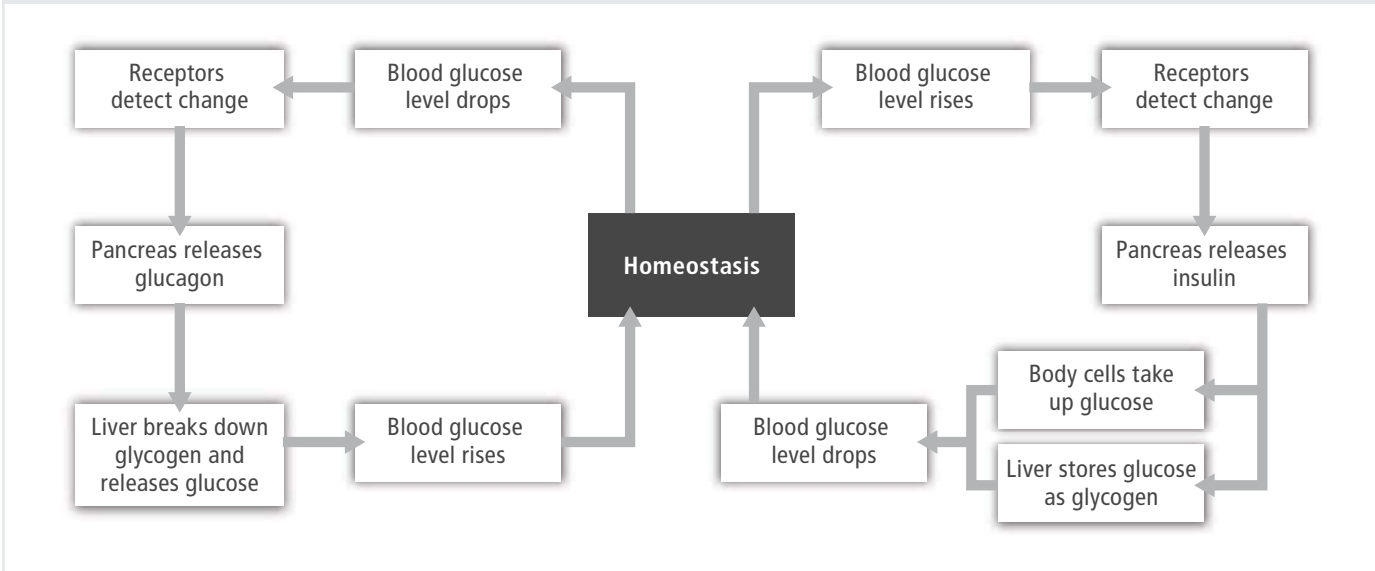 Receptors
detect change
Blood glucose
level drops
Blood glucose
level rises
Receptors
detect change
Pancreas releases
glucagon
Homeostasis
Pancreas releases
insulin
Liver breaks down
glycogen and
releases glucose
Blood glucose
level rises
Blood glucose
level drops
Body cells take
up glucose
Liver stores glucose
as glycogen